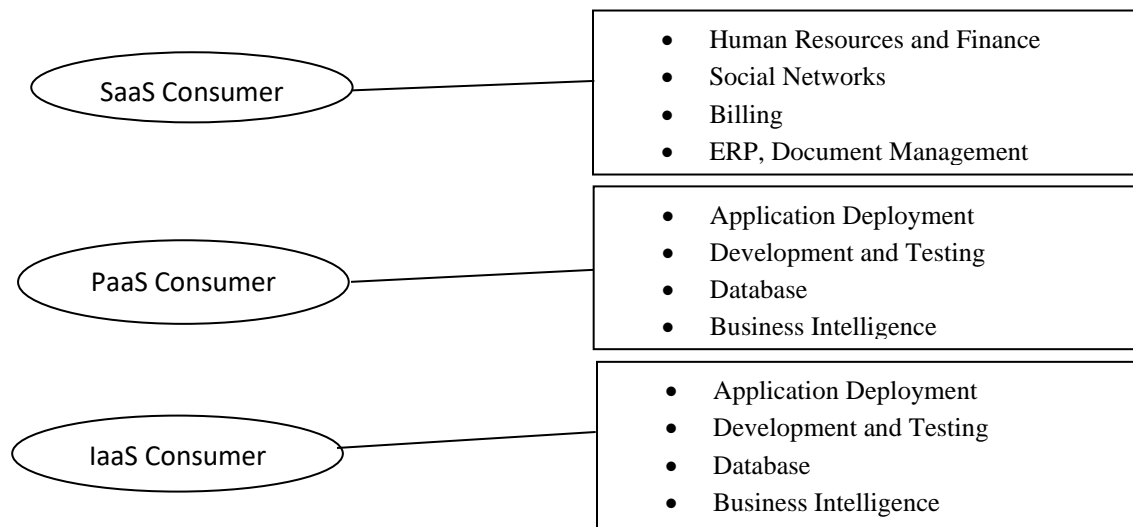 SaaS Consumer
• Human Resources and Finance
• Social Networks
• Billing
• ERP, Document Management
PaaS Consumer
• Application Deployment
• Development and Testing
• Database
• Business Intelligence
IaaS Consumer
• Application Deployment
• Development and Testing
• Database
• Business Intelligence